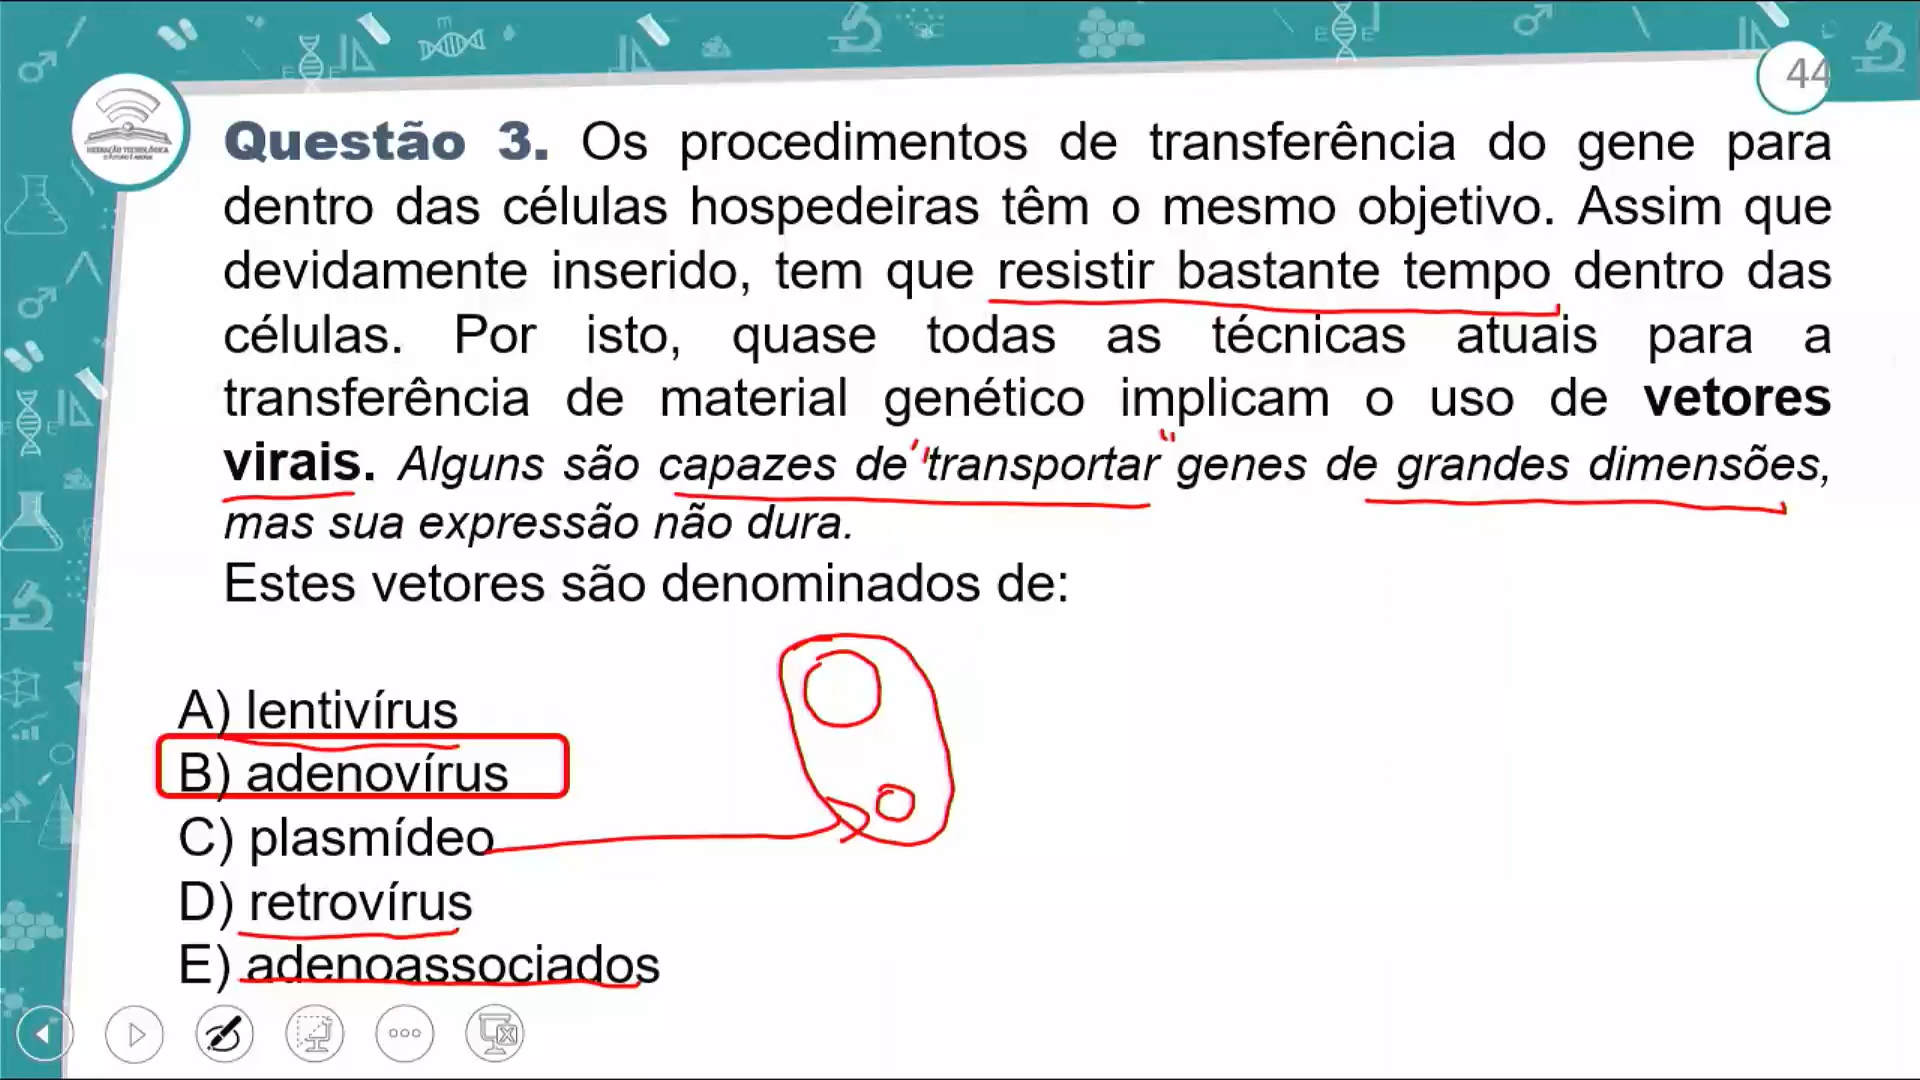 44
Questão 3. Os procedimentos de transferência do gene para
dentro das células hospedeiras têm o mesmo objetivo. Assim que
devidamente inserido, tem que resistir bastante tempo dentro das
células. Por isto, quase todas as técnicas atuais para a
transferência de material genético implicam o uso de vetores
virais. Alguns são capazes de "transportar" genes de grandes dimensões,
mas sua expressão não dura.
Estes vetores são denominados de:
A) lentivírus
B) adenovírus
C) plasmídeo
D) retrovírus
E) adenoassociados